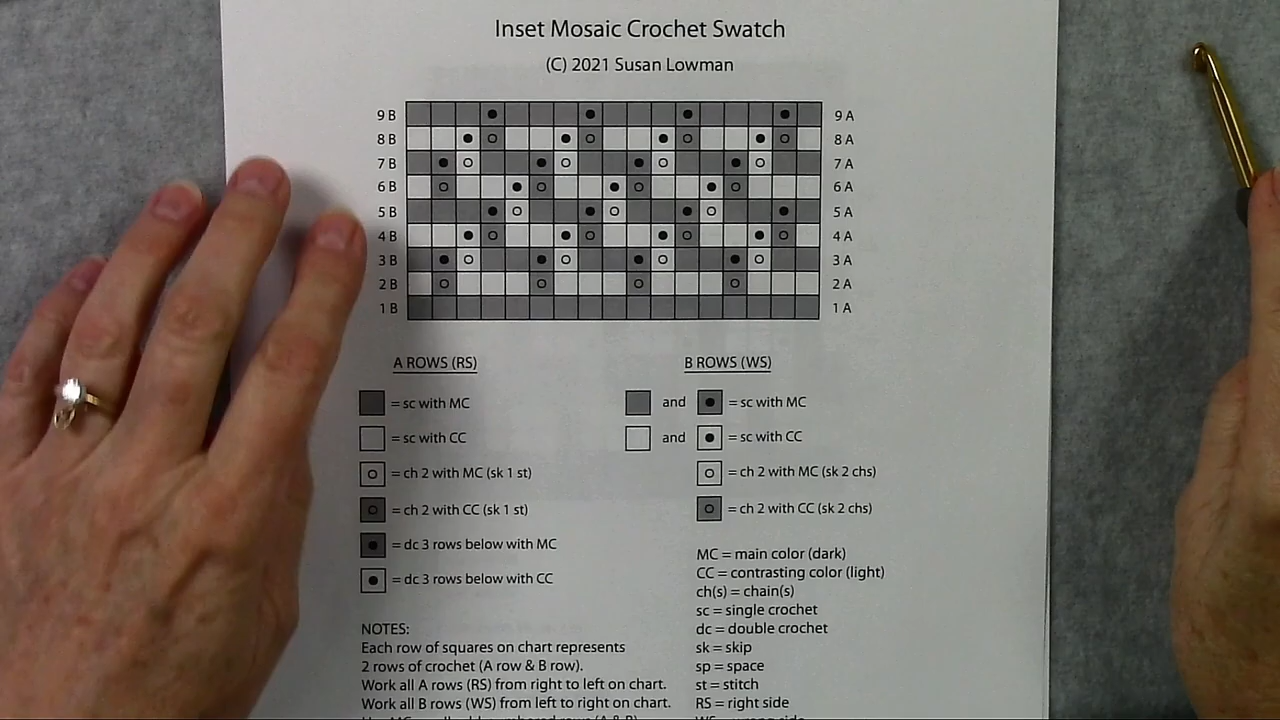 Inset Mosaic Crochet Swatch
(C) 2021 Susan Lowman
9 B 9 A
8 B 8 A
7 B 7 A
6 B 6 A
5 B 5 A
4 B 4 A
3 B 3 A
2 B 2 A
1 B 1 A
A ROWS (RS)
= sc with MC
= sc with CC
= ch 2 with MC (sk 1 st)
= ch 2 with CC (sk 1 st)
= dc 3 rows below with MC
= dc 3 rows below with CC
NOTES:
Each row of squares on chart represents
2 rows of crochet (A row & B row).
Work all A rows (RS) from right to left on chart.
Work all B rows (WS) from left to right on chart.
B ROWS (WS)
and = sc with MC
and = sc with CC
= ch 2 with MC (sk 2 chs)
= ch 2 with CC (sk 2 chs)
MC = main color (dark)
CC = contrasting color (light)
ch(s) = chain(s)
sc = single crochet
dc = double crochet
sk = skip
sp = space
st = stitch
RS = right side